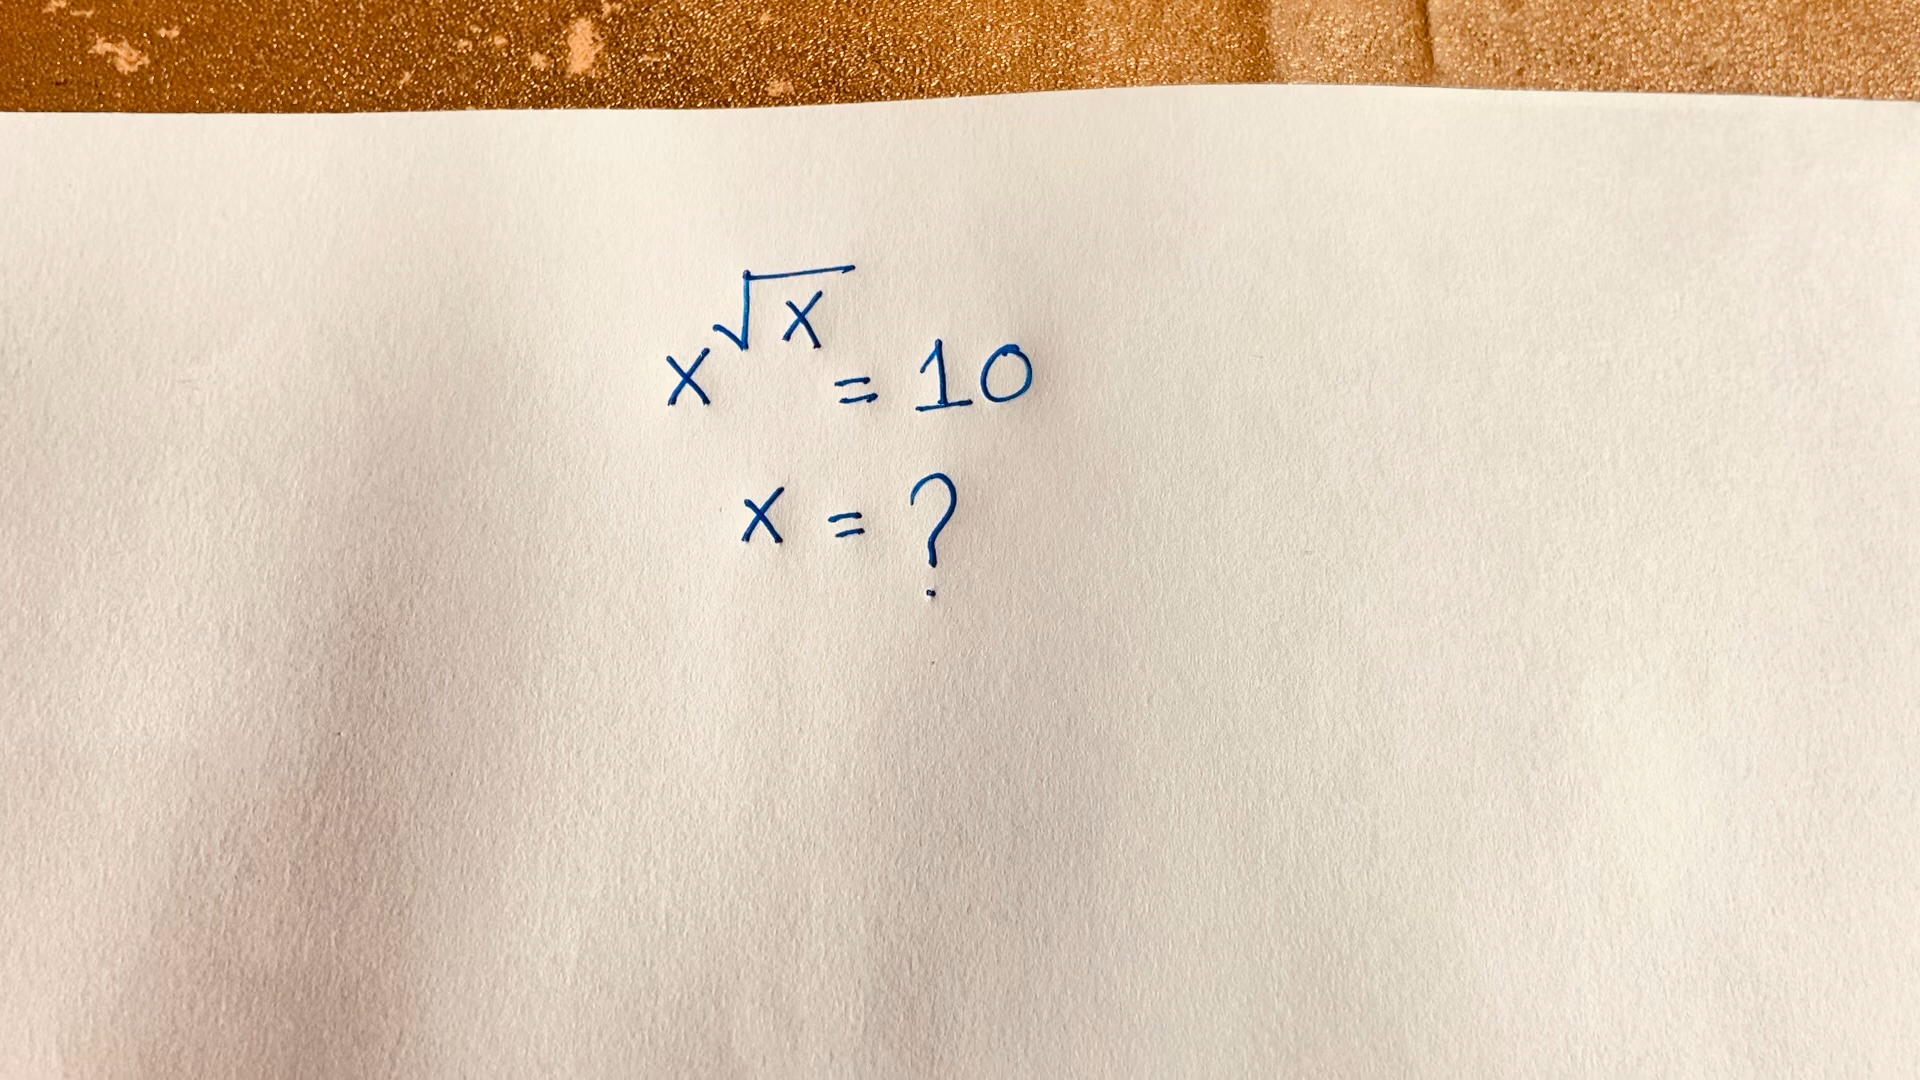 x^√x = 10
x = ?